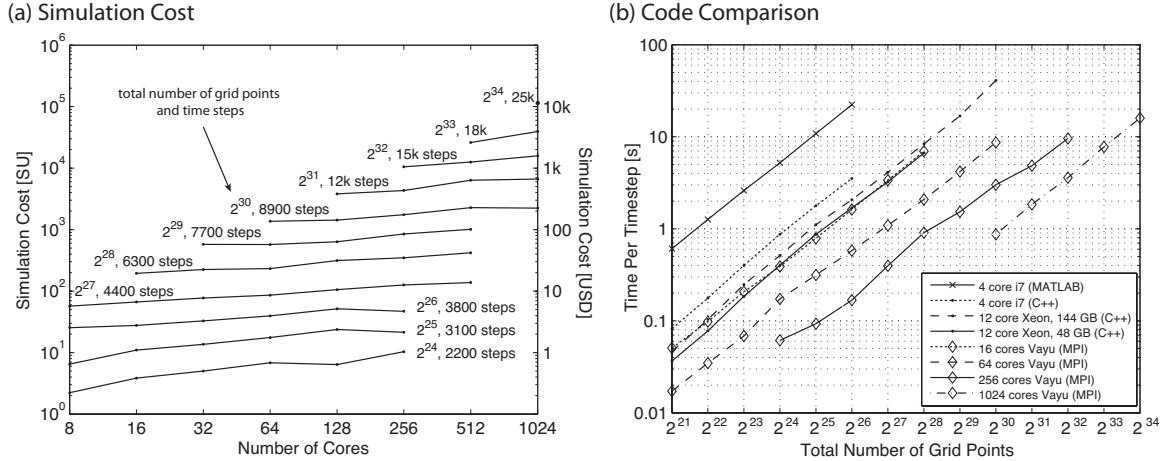 (a) Simulation Cost
10^6
10^5
10^4
10^3
10^2
10^1
10^0
Simulation Cost [SU]
total number of grid points
and time steps
2^34, 25k
2^33, 18k
2^32, 15k steps
2^31, 12k steps
2^30, 8900 steps
2^29, 7700 steps
2^28, 6300 steps
2^27, 4400 steps
2^26, 3800 steps
2^25, 3100 steps
2^24, 2200 steps
10k
1k
100
10
1
Simulation Cost [USD]
8 16 32 64 128 256 512 1024
Number of Cores
(b) Code Comparison
100
10
1
0.1
0.01
Time Per Timestep [s]
4 core i7 (MATLAB)
4 core i7 (C++)
12 core Xeon, 144 GB (C++)
12 core Xeon, 48 GB (C++)
16 cores Vayu (MPI)
64 cores Vayu (MPI)
256 cores Vayu (MPI)
1024 cores Vayu (MPI)
2^21 2^22 2^23 2^24 2^25 2^26 2^27 2^28 2^29 2^30 2^31 2^32 2^33 2^34
Total Number of Grid Points